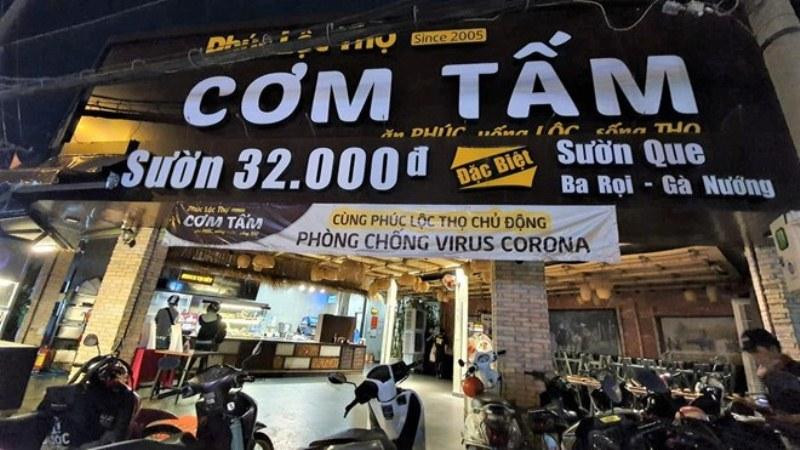 Phúc Lộc Thọ Since 2005
CƠM TẤM
ăn PHÚC, uống LỘC, sống THỌ
Sườn 32.000đ Đặc Biệt Sườn Que
Ba Rọi - Gà Nướng
Phúc Lộc Thọ
CƠM TẤM
CÙNG PHÚC LỘC THỌ CHỦ ĐỘNG
PHÒNG CHỐNG VIRUS CORONA